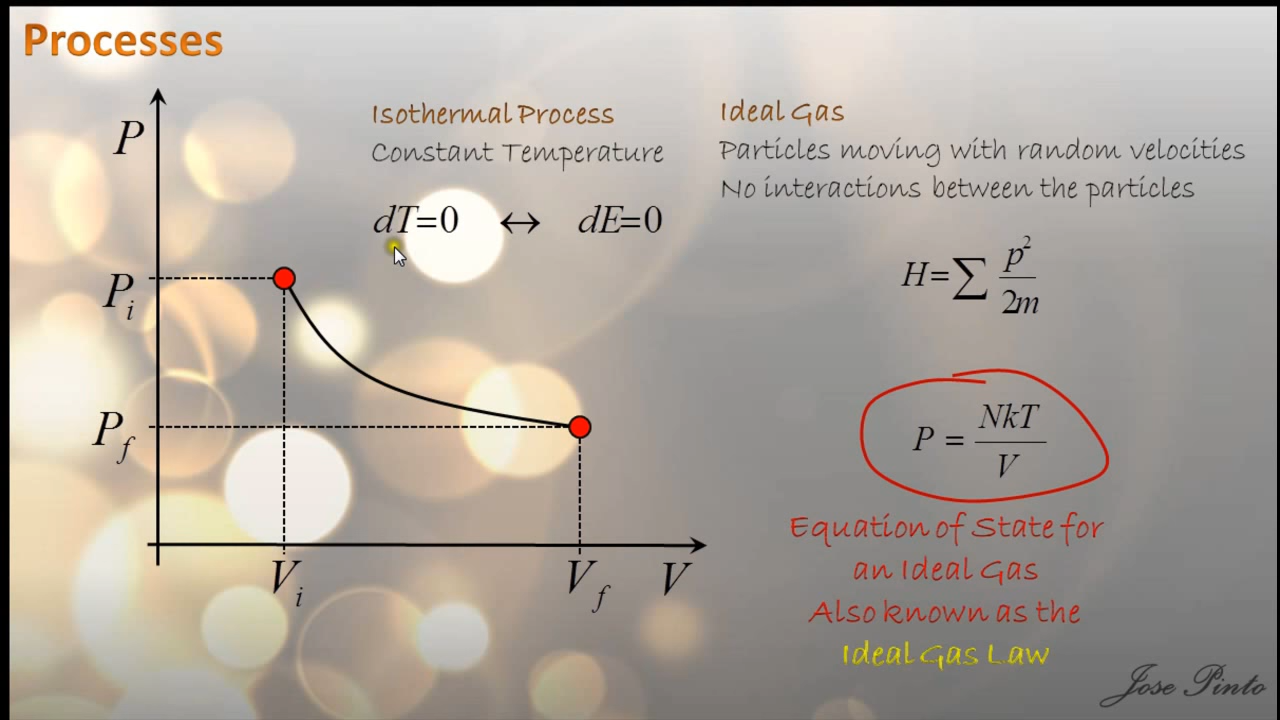 Processes
P
P_i
P_f
V_i
V_f
V
Isothermal Process
Constant Temperature
dT=0 ↔ dE=0
Ideal Gas
Particles moving with random velocities
No interactions between the particles
H=∑ p²/2m
P = NkT/V
Equation of State for
an Ideal Gas
Also known as the
Ideal Gas Law
Jose Pinto